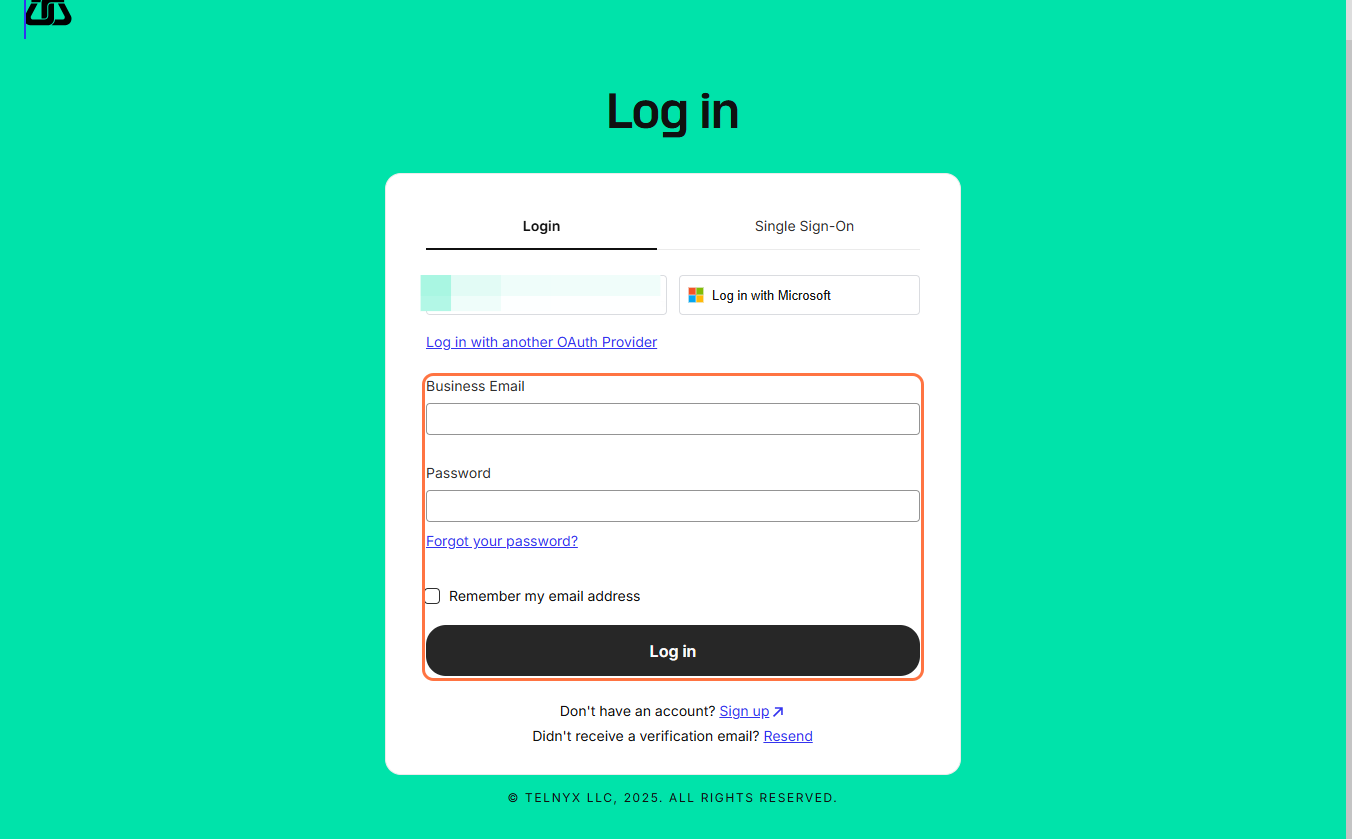 Log in
Login
Single Sign-On
Log in with Microsoft
Log in with another OAuth Provider
Business Email
Password
Forgot your password?
Remember my email address
Log in
Don't have an account? Sign up
Didn't receive a verification email? Resend
© TELNYX LLC, 2025. ALL RIGHTS RESERVED.